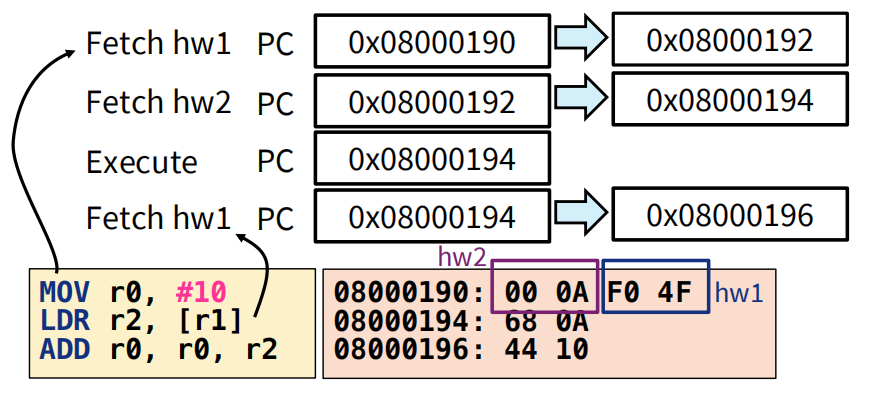 Fetch hw1 PC 0x08000190 0x08000192
Fetch hw2 PC 0x08000192 0x08000194
Execute PC 0x08000194
Fetch hw1 PC 0x08000194 0x08000196
hw2
MOV r0, #10
LDR r2, [r1]
ADD r0, r0, r2
08000190: 00 0A F0 4F hw1
08000194: 68 0A
08000196: 44 10